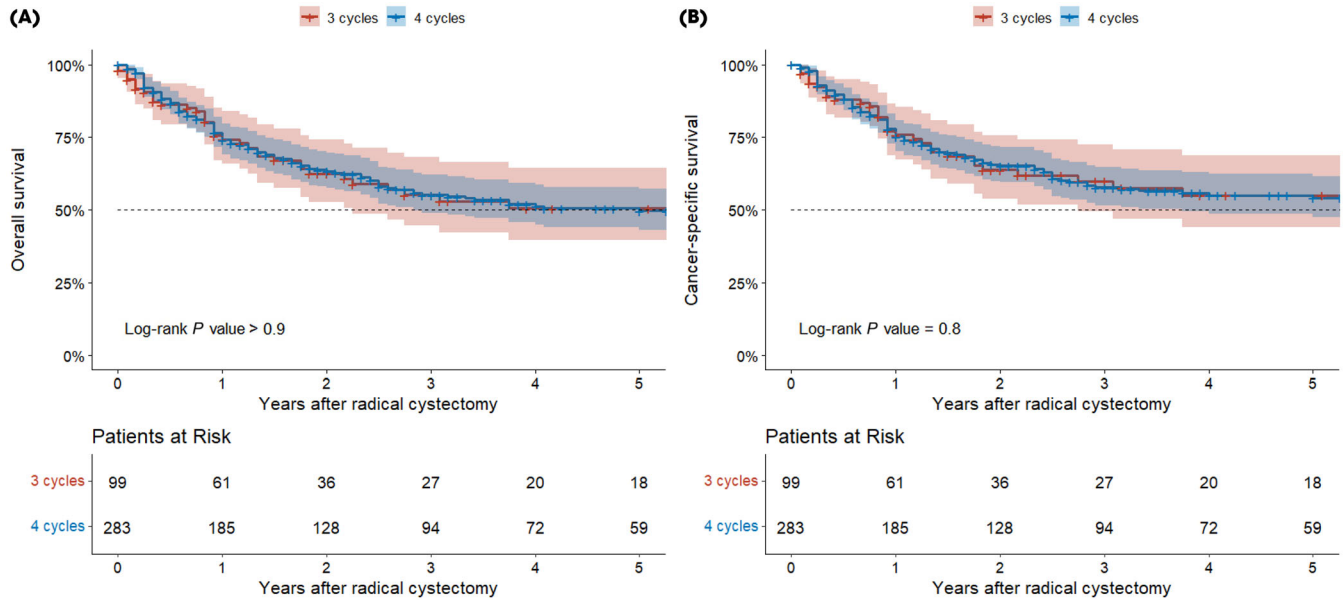 (A)
3 cycles 4 cycles
100%
75%
50%
25%
0%
Overall survival
Log-rank P value > 0.9
0 1 2 3 4 5
Years after radical cystectomy
Patients at Risk
3 cycles 99 61 36 27 20 18
4 cycles 283 185 128 94 72 59
0 1 2 3 4 5
Years after radical cystectomy
(B)
3 cycles 4 cycles
100%
75%
50%
25%
0%
Cancer-specific survival
Log-rank P value = 0.8
0 1 2 3 4 5
Years after radical cystectomy
Patients at Risk
3 cycles 99 61 36 27 20 18
4 cycles 283 185 128 94 72 59
0 1 2 3 4 5
Years after radical cystectomy